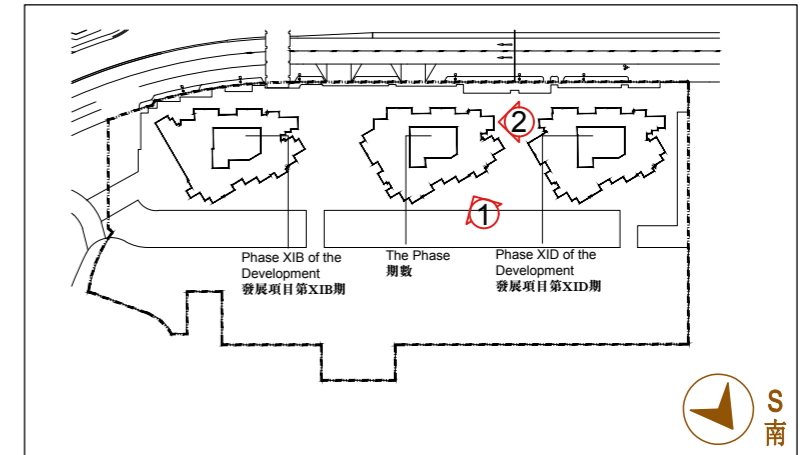 2
1
Phase XIB of the
Development
發展項目第XIB期
The Phase
期數
Phase XID of the
Development
發展項目第XID期
S
南